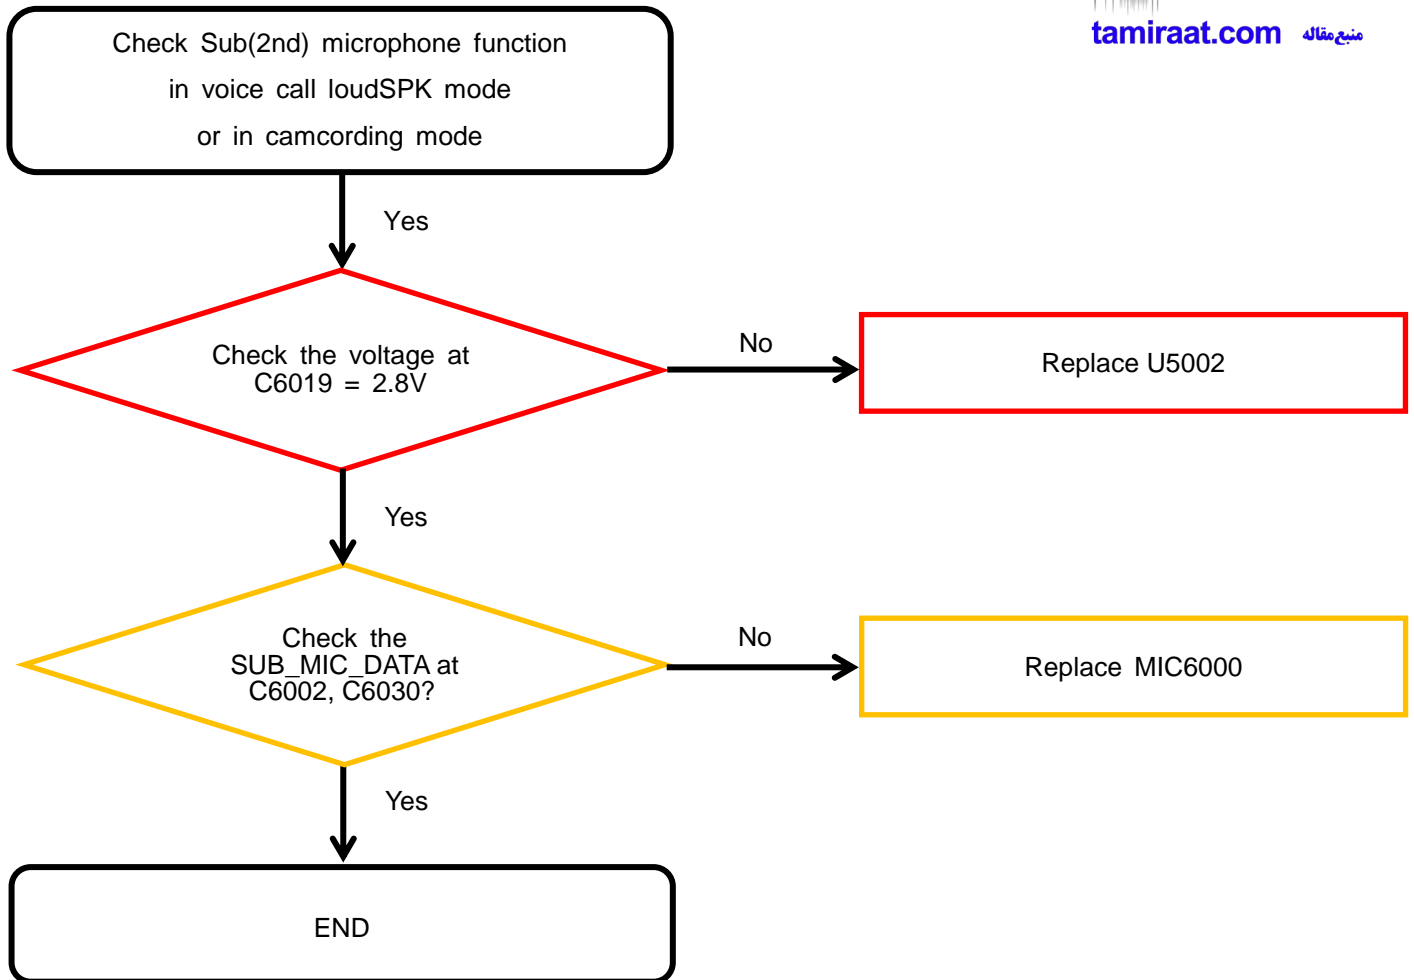 tamiraat.com منبع مقاله
Check Sub(2nd) microphone function
in voice call loudSPK mode
or in camcording mode
Yes
Check the voltage at
C6019 = 2.8V
No
Replace U5002
Yes
Check the
SUB_MIC_DATA at
C6002, C6030?
No
Replace MIC6000
Yes
END